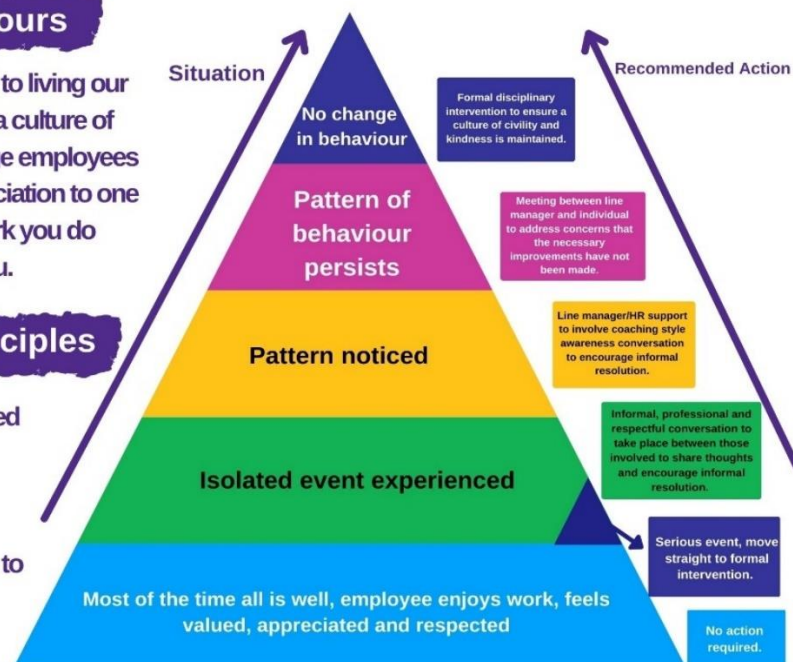 ours
to living our
a culture of
e employees
ciation to one
rk you do
u.
ciples
ed
to
Situation
Recommended Action
No change
in behaviour
Formal disciplinary
intervention to ensure a
culture of civility and
kindness is maintained.
Pattern of
behaviour
persists
Meeting between line
manager and individual
to address concerns that
the necessary
improvements have not
been made.
Pattern noticed
Line manager/HR support
to involve coaching style
awareness conversation
to encourage informal
resolution.
Isolated event experienced
Informal, professional and
respectful conversation to
take place between those
involved to share thoughts
and encourage informal
resolution.
Serious event, move
straight to formal
intervention.
Most of the time all is well, employee enjoys work, feels
valued, appreciated and respected
No action
required.